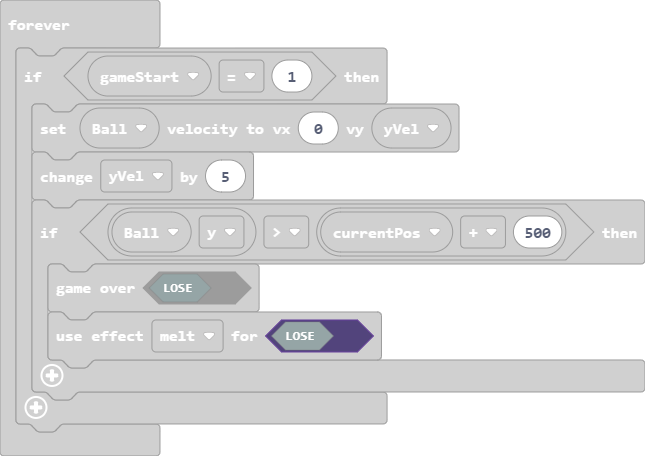 forever
if gameStart = 1 then
set Ball velocity to vx 0 vy yVel
change yVel by 5
if Ball y > currentPos + 500 then
game over LOSE
use effect melt for LOSE